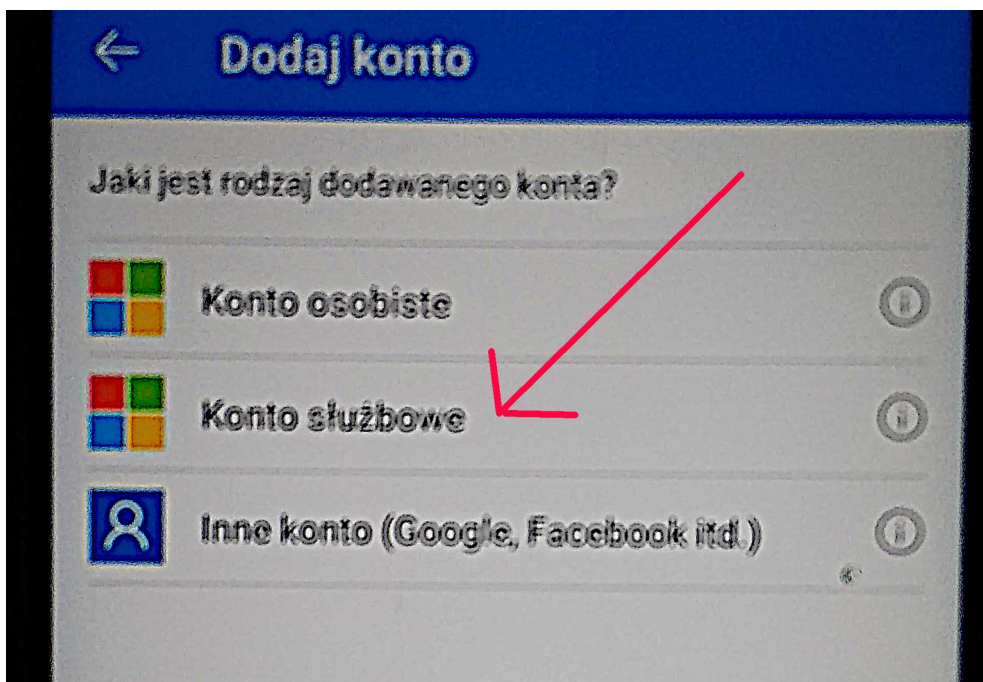 Dodaj konto
Jaki jest rodzaj dodawanego konta?
Konto osobiste
Konto służbowe
Inne konto (Google, Facebook itd.)